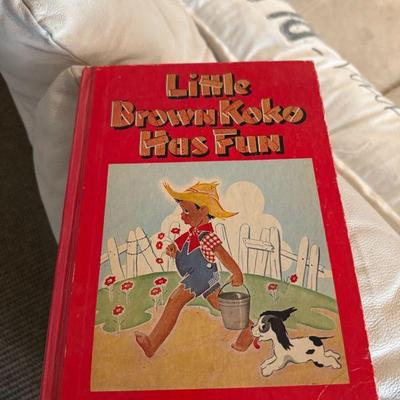 Little
Brown Koko
Has Fun